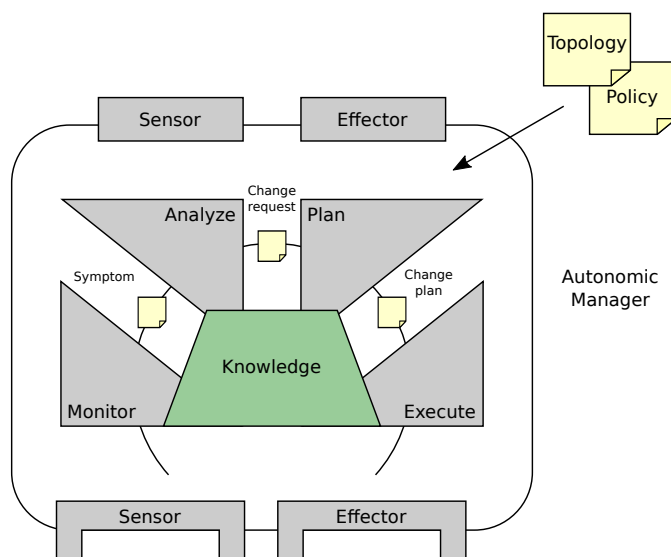 Topology
Policy
Sensor
Effector
Change
request
Analyze
Plan
Symptom
Change
plan
Autonomic
Manager
Knowledge
Monitor
Execute
Sensor
Effector